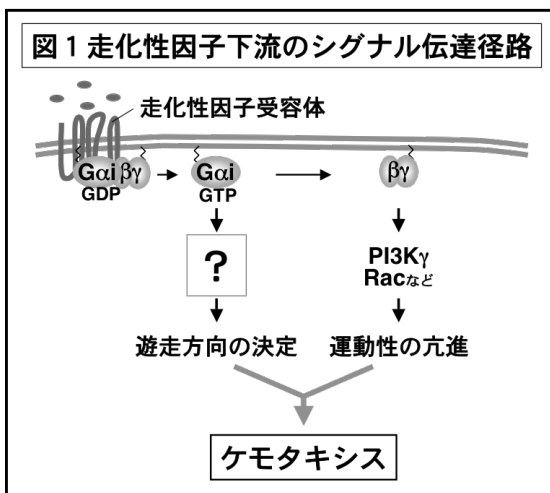 図1走化性因子下流のシグナル伝達径路
走化性因子受容体
Gαi βγ
GDP
Gαi
GTP
βγ
?
PI3Kγ
Racなど
遊走方向の決定
運動性の亢進
ケモタキシス